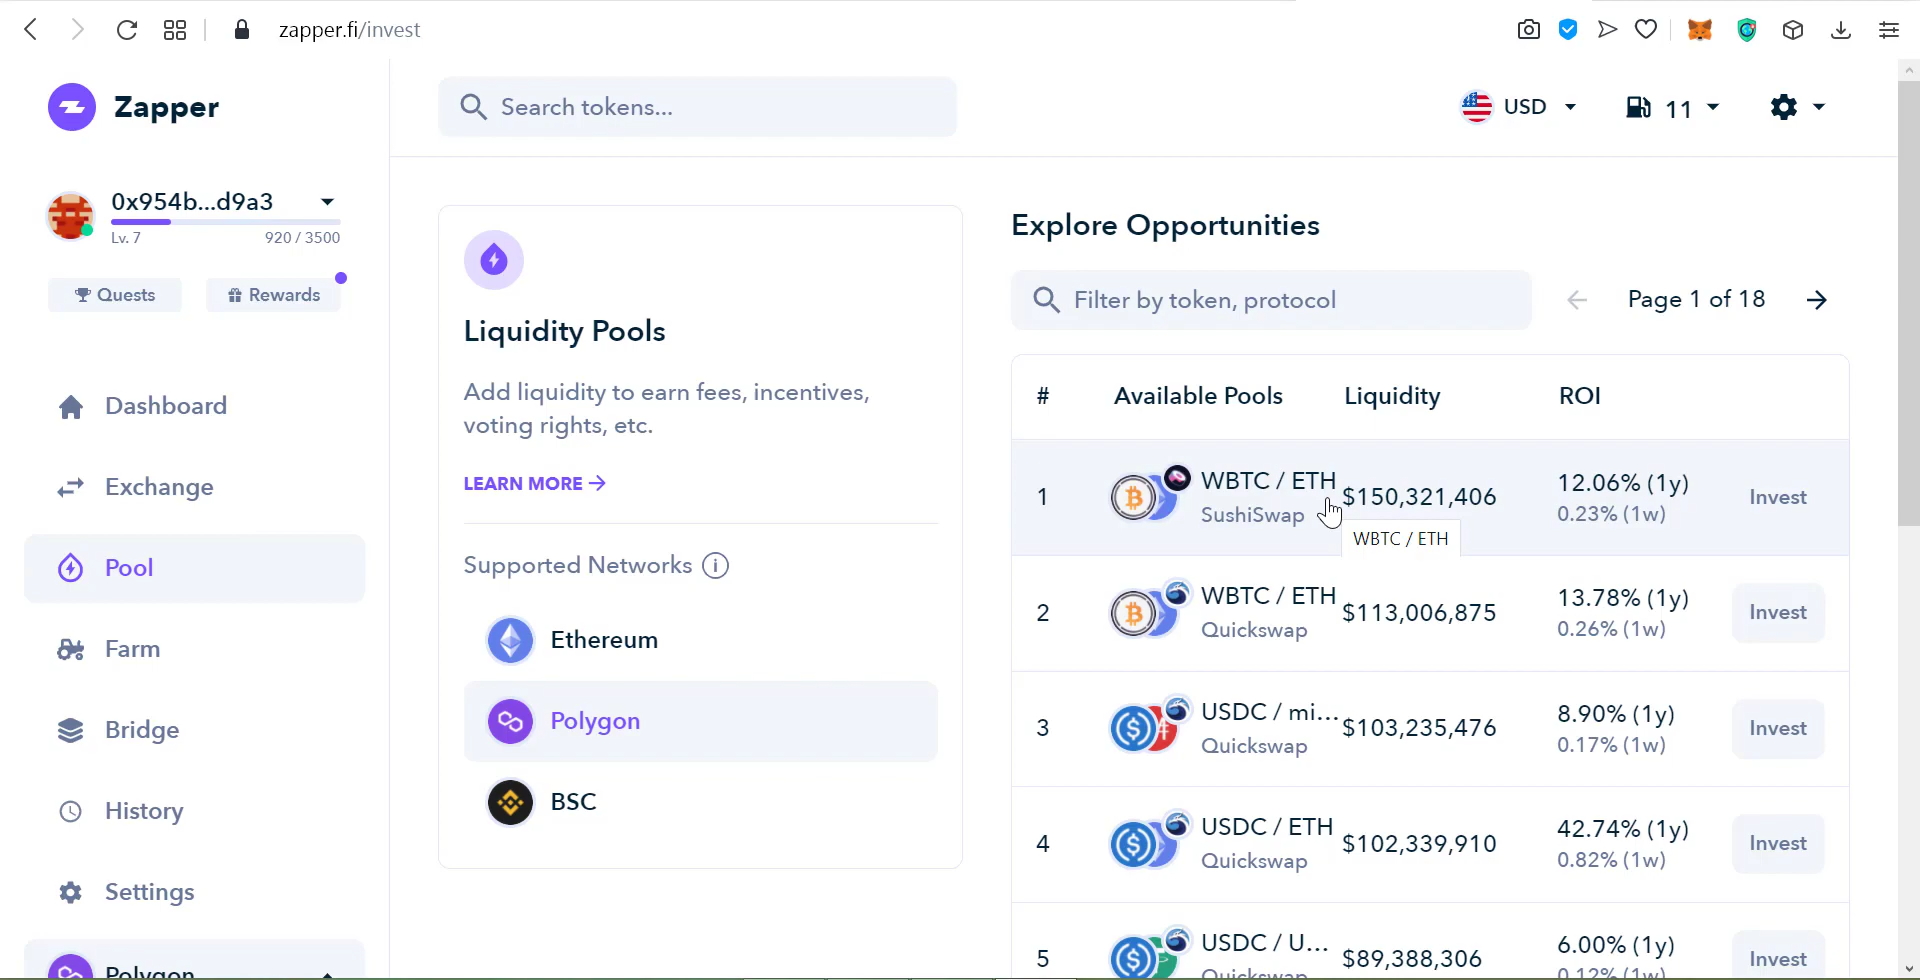 zapper.fi/invest
Zapper
Search tokens...
USD
11
0x954b...d9a3
Lv. 7
920 / 3500
Quests
Rewards
Dashboard
Exchange
Pool
Farm
Bridge
History
Settings
Polygon
Liquidity Pools
Add liquidity to earn fees, incentives,
voting rights, etc.
LEARN MORE
Supported Networks
Ethereum
Polygon
BSC
Explore Opportunities
Filter by token, protocol
Page 1 of 18
# Available Pools Liquidity ROI
1 WBTC / ETH $150,321,406 12.06% (1y) Invest
SushiSwap 0.23% (1w)
WBTC / ETH
2 WBTC / ETH $113,006,875 13.78% (1y) Invest
Quickswap 0.26% (1w)
3 USDC / mi... $103,235,476 8.90% (1y) Invest
Quickswap 0.17% (1w)
4 USDC / ETH $102,339,910 42.74% (1y) Invest
Quickswap 0.82% (1w)
5 USDC / U... $89,388,306 6.00% (1y) Invest
Quickswap 0.12% (1w)